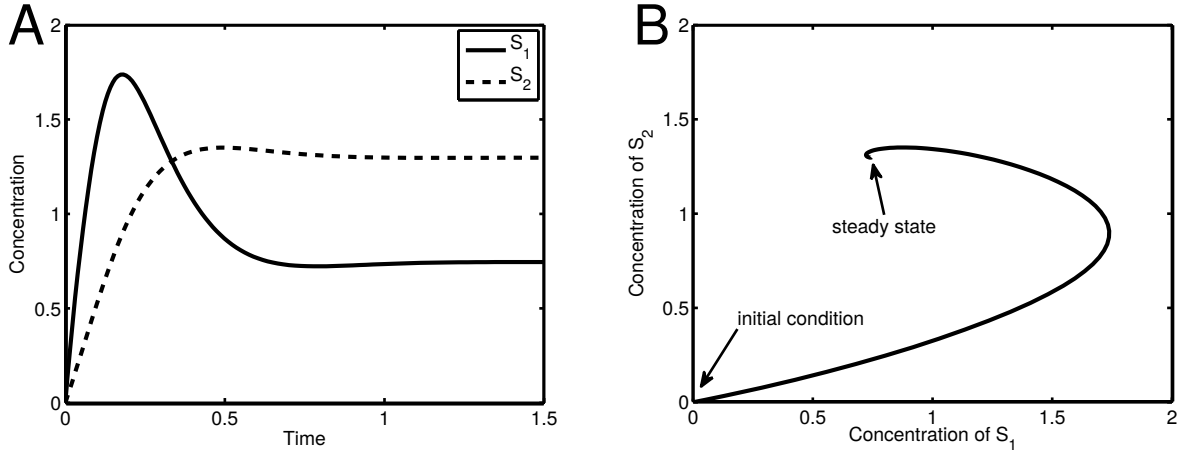 A
2
1.5
1
0.5
0
0
0.5
1
1.5
Concentration
Time
S1
S2
B
2
1.5
1
0.5
0
0
0.5
1
1.5
2
Concentration of S2
Concentration of S1
steady state
initial condition